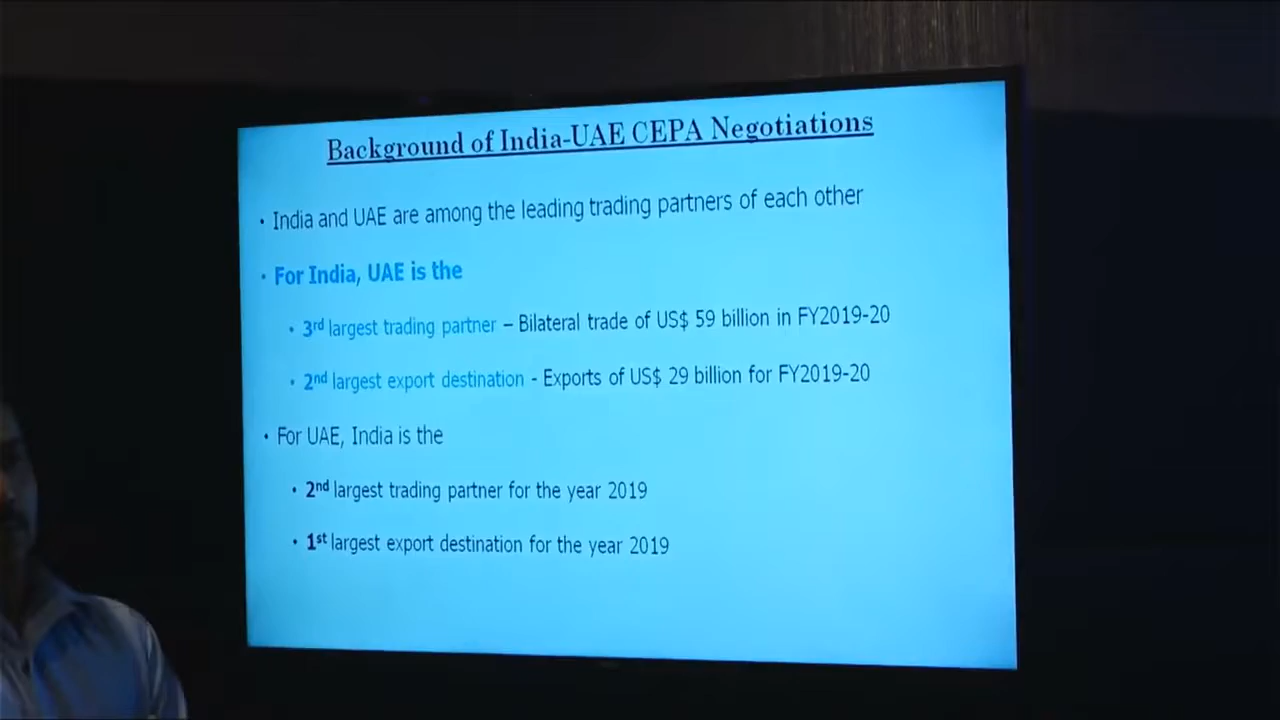 Background of India-UAE CEPA Negotiations
• India and UAE are among the leading trading partners of each other
• For India, UAE is the
• 3rd largest trading partner – Bilateral trade of US$ 59 billion in FY2019-20
• 2nd largest export destination - Exports of US$ 29 billion for FY2019-20
• For UAE, India is the
• 2nd largest trading partner for the year 2019
• 1st largest export destination for the year 2019